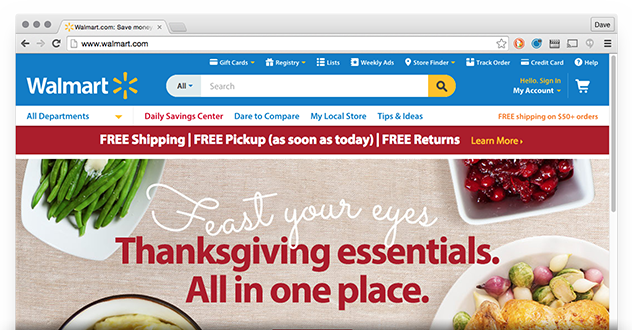 Walmart.com: Save money
Dave
www.walmart.com
Gift Cards Registry Lists Weekly Ads Store Finder Track Order Credit Card Help
Walmart
All Search
Hello. Sign In
My Account
All Departments Daily Savings Center Dare to Compare My Local Store Tips & Ideas FREE shipping on $50+ orders
FREE Shipping | FREE Pickup (as soon as today) | FREE Returns Learn More ›
Feast your eyes
Thanksgiving essentials.
All in one place.